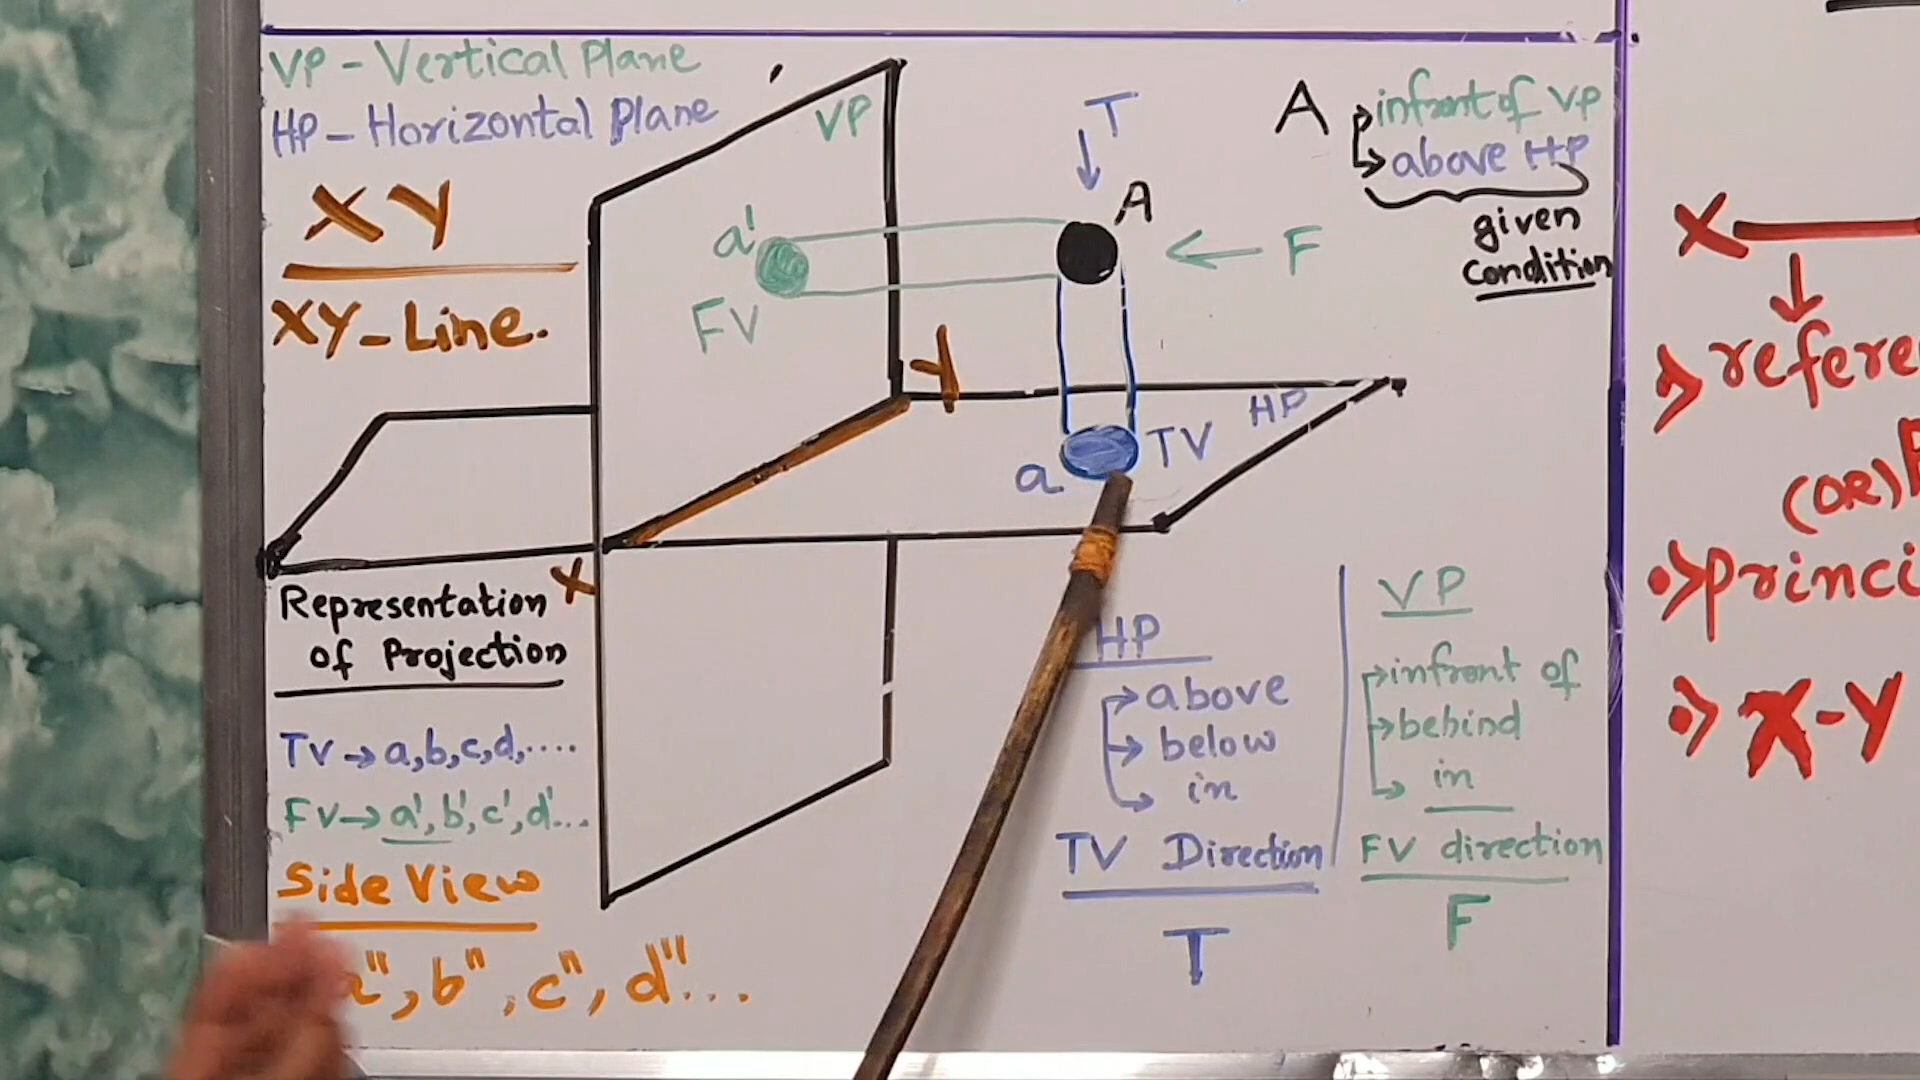 VP - Vertical Plane
HP - Horizontal Plane
XY
XY-Line.
VP
a'
FV
T
A
F
A
infront of VP
above HP
given
condition
Y
HP
TV
a
X
Representation
of Projection
TV → a, b, c, d, ....
FV → a', b', c', d'...
Side View
a", b", c", d"...
HP
above
below
in
TV Direction
T
VP
infront of
behind
in
FV direction
F
X
(OR)
X-Y